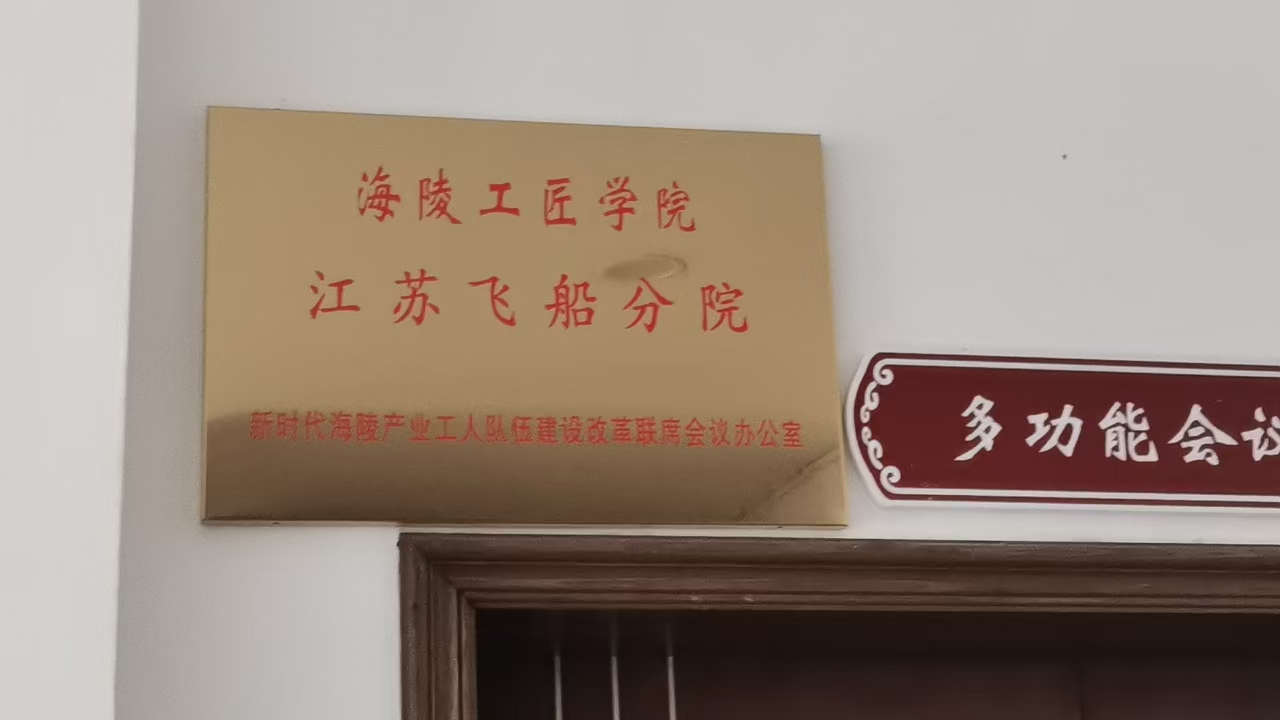 海陵工匠学院
江苏飞船分院
新时代海陵产业工人队伍建设改革联席会议办公室
多功能会议